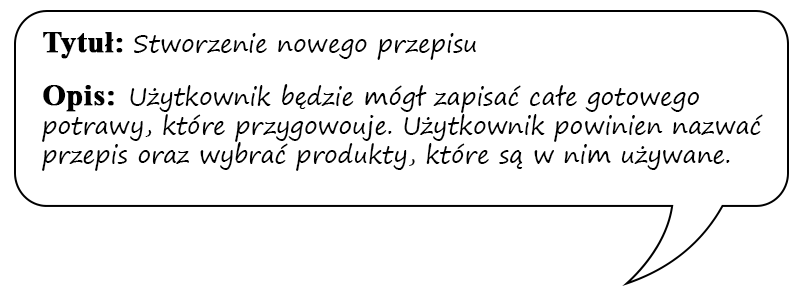 Tytuł: Stworzenie nowego przepisu
Opis: Użytkownik będzie mógł zapisać całe gotowego
potrawy, które przygowouje. Użytkownik powinien nazwać
przepis oraz wybrać produkty, które są w nim używane.